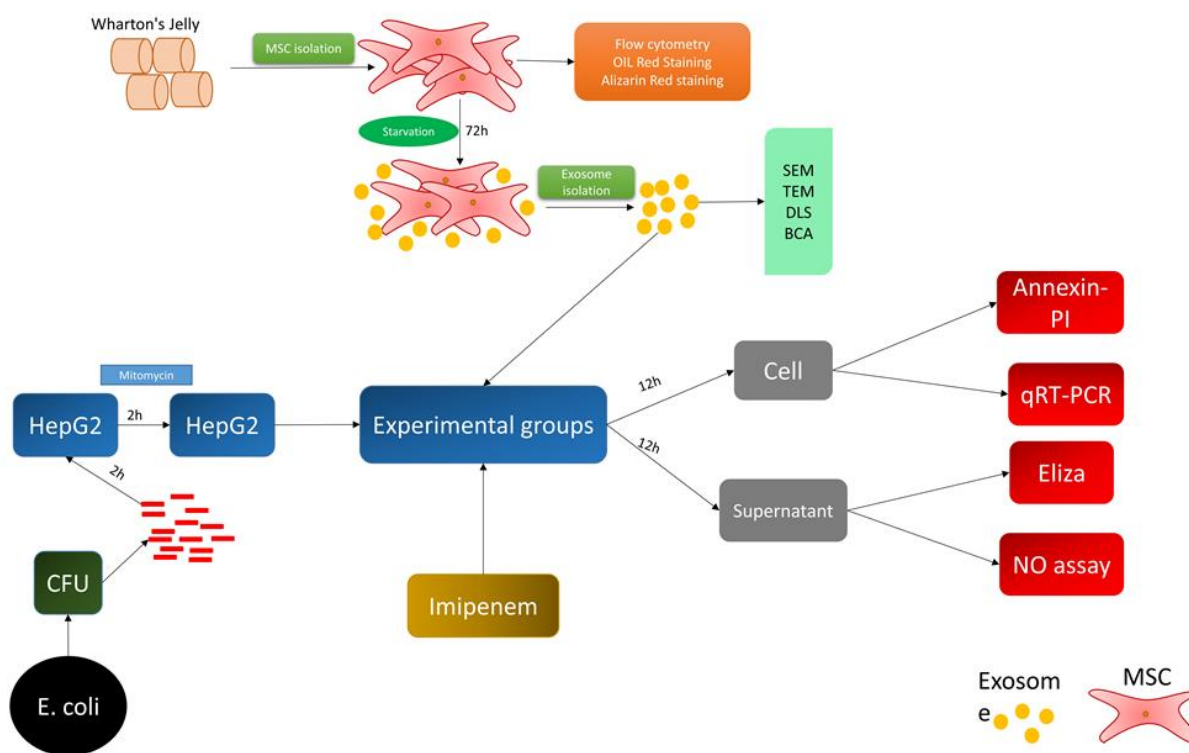 Wharton's Jelly
MSC isolation
Flow cytometry
OIL Red Staining
Alizarin Red staining
Starvation
72h
Exosome
isolation
SEM
TEM
DLS
BCA
Annexin-
PI
Mitomycin
12h
Cell
qRT-PCR
HepG2
2h
HepG2
Experimental groups
12h
Eliza
2h
Supernatant
CFU
Imipenem
NO assay
E. coli
Exosom
e
MSC